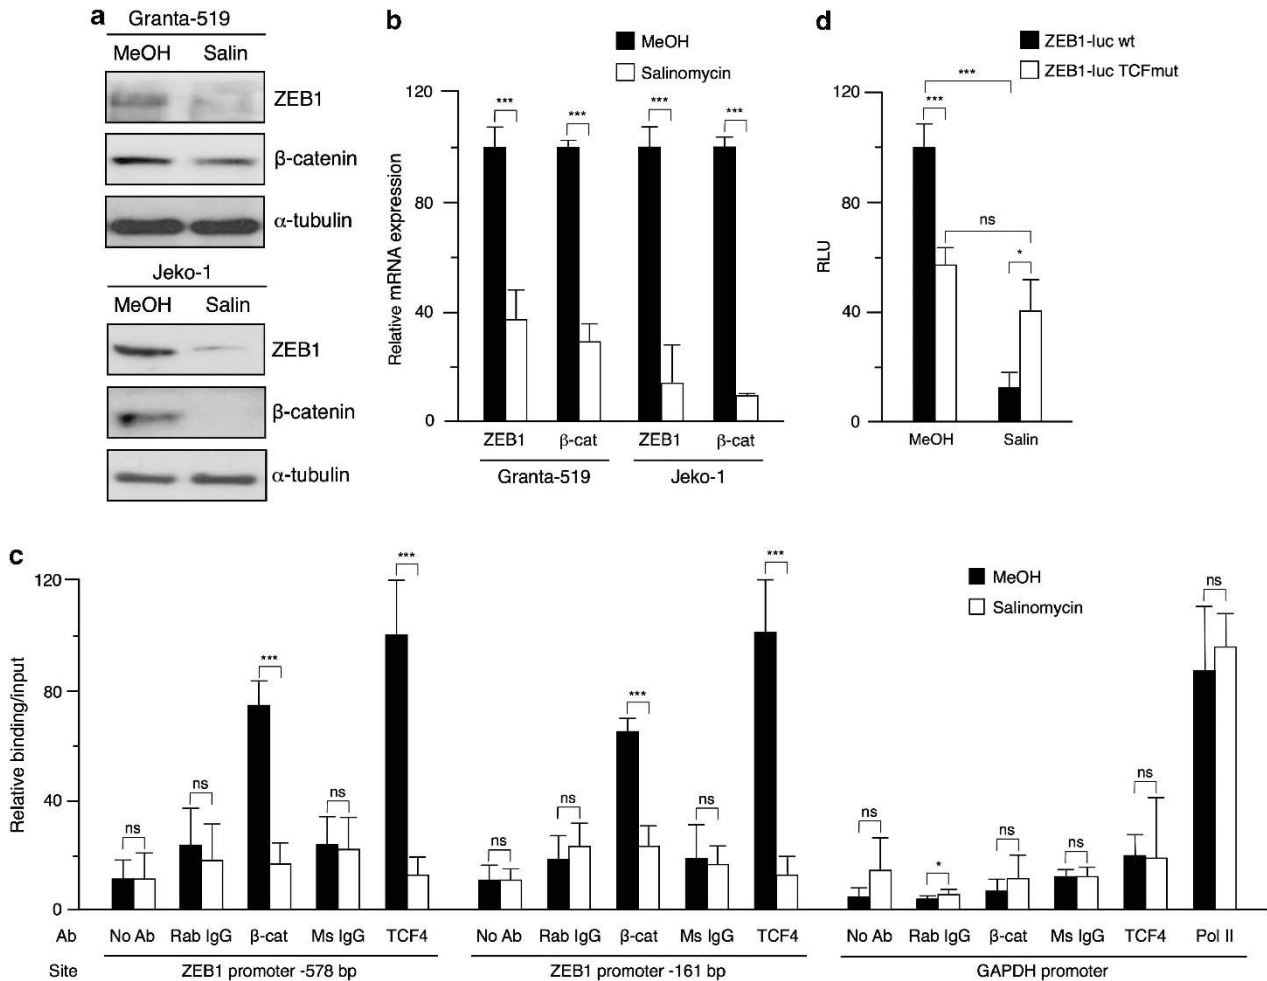 a
Granta-519
MeOH Salin
ZEB1
β-catenin
α-tubulin
Jeko-1
MeOH Salin
ZEB1
β-catenin
α-tubulin
b
MeOH
Salinomycin
Relative mRNA expression
120
80
40
0
*** *** *** ***
ZEB1 β-cat ZEB1 β-cat
Granta-519 Jeko-1
d
ZEB1-luc wt
ZEB1-luc TCFmut
RLU
120
80
40
0
***
***
ns
*
MeOH Salin
c
MeOH
Salinomycin
Relative binding/input
120
80
40
0
ns ns *** ns ***
ns ns *** ns ***
ns * ns ns ns ns
Ab No Ab Rab IgG β-cat Ms IgG TCF4 No Ab Rab IgG β-cat Ms IgG TCF4 No Ab Rab IgG β-cat Ms IgG TCF4 Pol II
Site ZEB1 promoter -578 bp ZEB1 promoter -161 bp GAPDH promoter